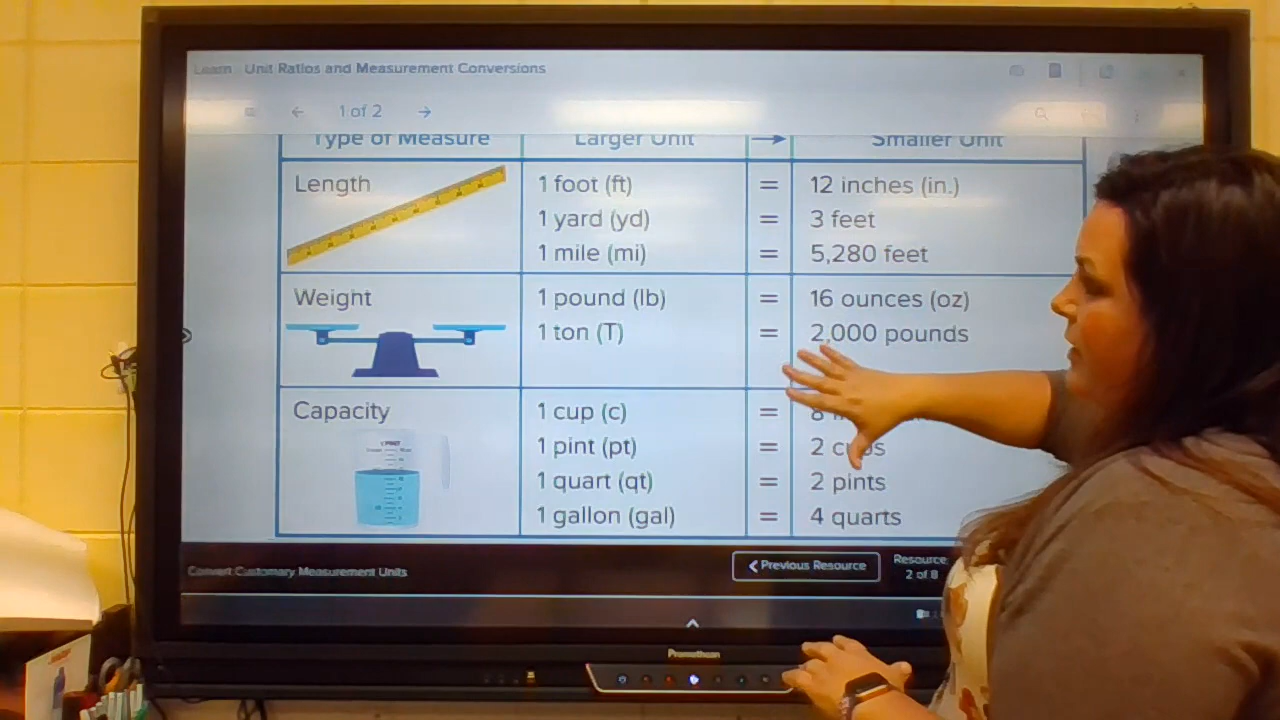 Learn Unit Ratios and Measurement Conversions
1 of 2
Type of Measure Larger Unit → Smaller Unit
Length 1 foot (ft) = 12 inches (in.)
1 yard (yd) = 3 feet
1 mile (mi) = 5,280 feet
Weight 1 pound (lb) = 16 ounces (oz)
1 ton (T) = 2,000 pounds
Capacity 1 cup (c) = 8
1 pint (pt) = 2 cups
1 quart (qt) = 2 pints
1 gallon (gal) = 4 quarts
Convert Customary Measurement Units
Previous Resource
Resource
2 of 8
Promethean